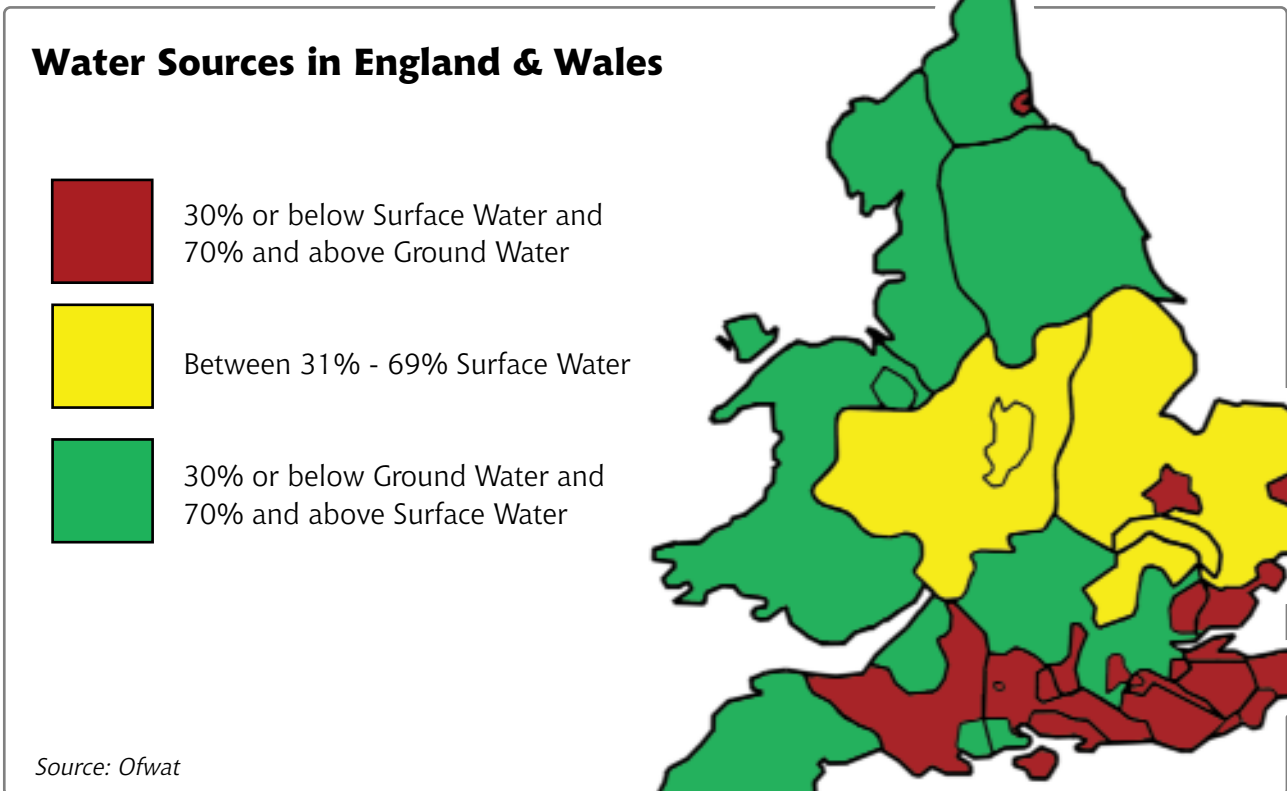 Water Sources in England & Wales
30% or below Surface Water and
70% and above Ground Water
Between 31% - 69% Surface Water
30% or below Ground Water and
70% and above Surface Water
Source: Ofwat